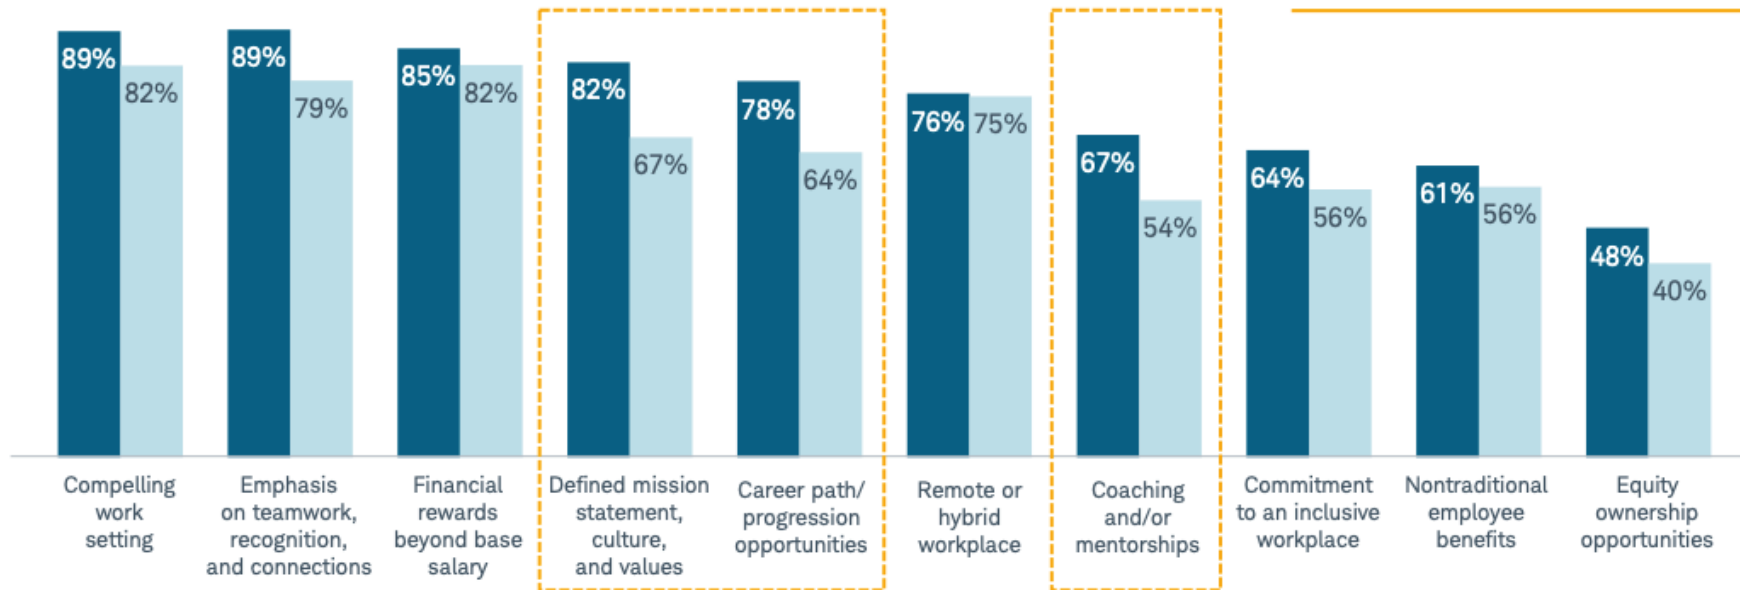 89%
82%
89%
79%
85%
82%
82%
67%
78%
64%
76%
75%
67%
54%
64%
56%
61%
56%
48%
40%
Compelling
work
setting
Emphasis
on teamwork,
recognition,
and connections
Financial
rewards
beyond base
salary
Defined mission
statement,
culture,
and values
Career path/
progression
opportunities
Remote or
hybrid
workplace
Coaching
and/or
mentorships
Commitment
to an inclusive
workplace
Nontraditional
employee
benefits
Equity
ownership
opportunities